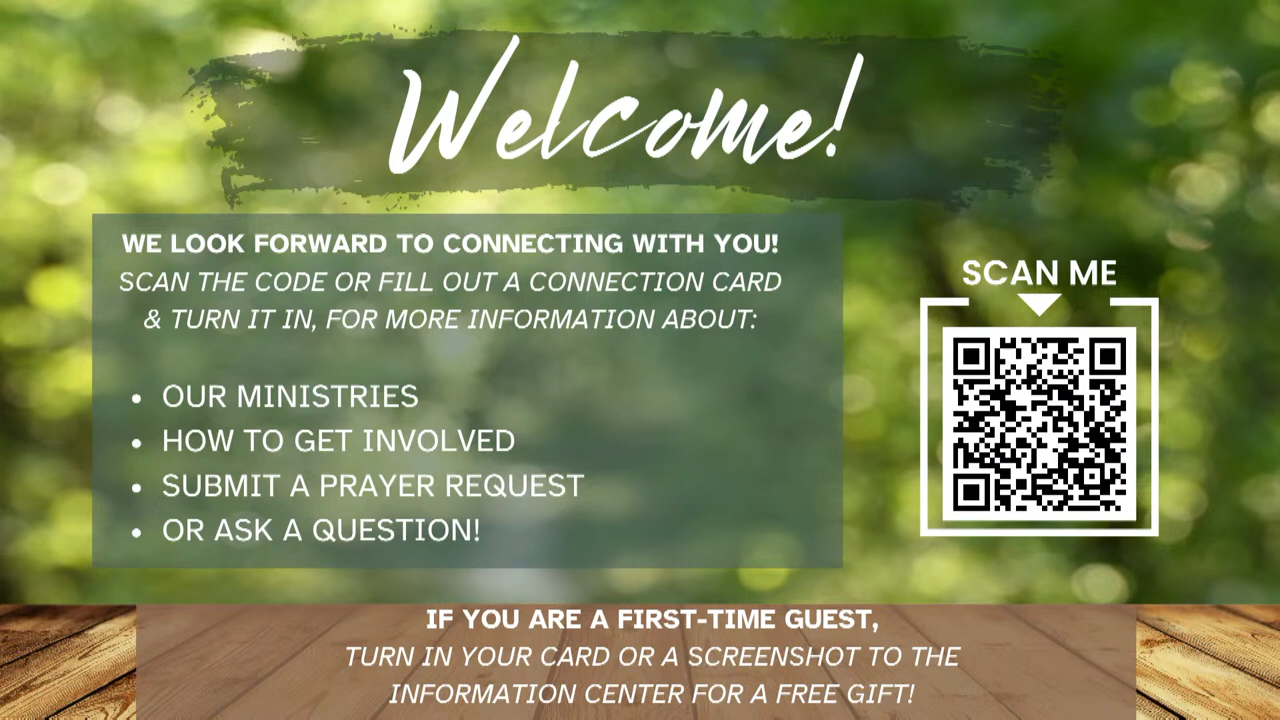 Welcome!
WE LOOK FORWARD TO CONNECTING WITH YOU!
SCAN THE CODE OR FILL OUT A CONNECTION CARD
& TURN IT IN, FOR MORE INFORMATION ABOUT:
• OUR MINISTRIES
• HOW TO GET INVOLVED
• SUBMIT A PRAYER REQUEST
• OR ASK A QUESTION!
SCAN ME
IF YOU ARE A FIRST-TIME GUEST,
TURN IN YOUR CARD OR A SCREENSHOT TO THE
INFORMATION CENTER FOR A FREE GIFT!